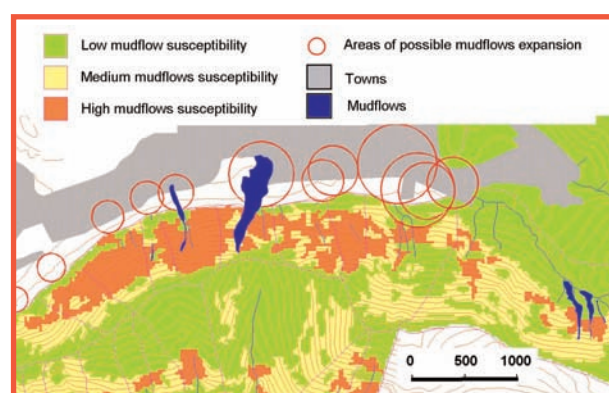 Low mudflow susceptibility
Medium mudflows susceptibility
High mudflows susceptibility
Areas of possible mudflows expansion
Towns
Mudflows
0 500 1000